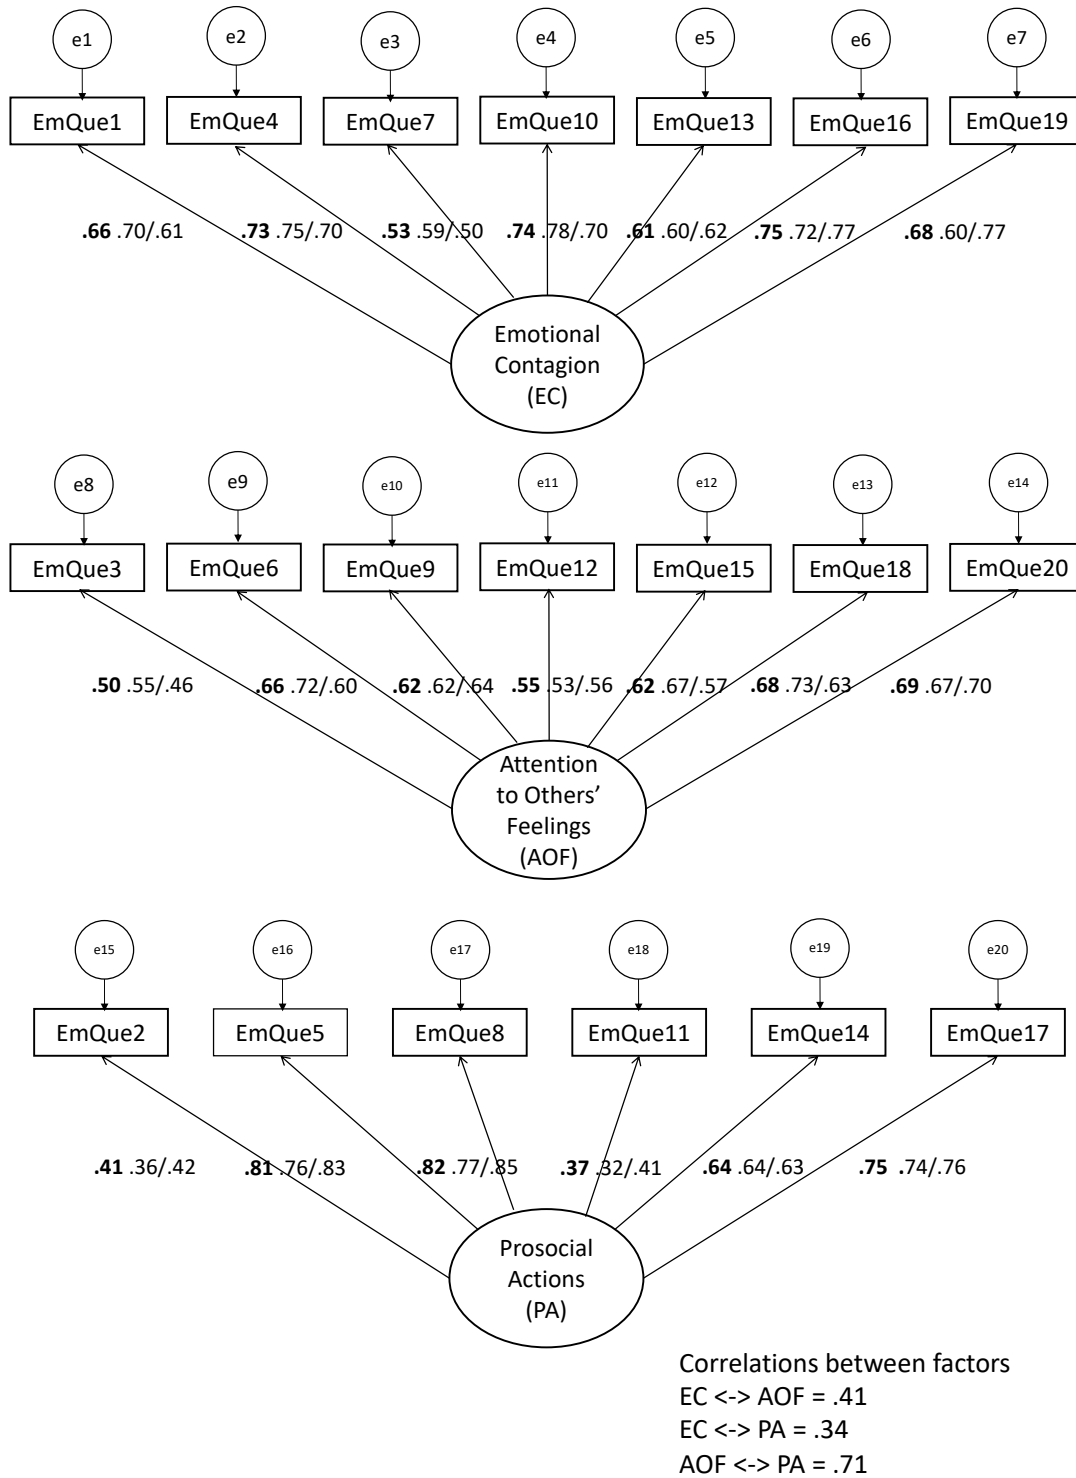 e1 e2 e3 e4 e5 e6 e7
EmQue1 EmQue4 EmQue7 EmQue10 EmQue13 EmQue16 EmQue19
.66 .70/.61 .73 .75/.70 .53 .59/.50 .74 .78/.70 .61 .60/.62 .75 .72/.77 .68 .60/.77
Emotional
Contagion
(EC)
e8 e9 e10 e11 e12 e13 e14
EmQue3 EmQue6 EmQue9 EmQue12 EmQue15 EmQue18 EmQue20
.50 .55/.46 .66 .72/.60 .62 .62/.64 .55 .53/.56 .62 .67/.57 .68 .73/.63 .69 .67/.70
Attention
to Others’
Feelings
(AOF)
e15 e16 e17 e18 e19 e20
EmQue2 EmQue5 EmQue8 EmQue11 EmQue14 EmQue17
.41 .36/.42 .81 .76/.83 .82 .77/.85 .37 .32/.41 .64 .64/.63 .75 .74/.76
Prosocial
Actions
(PA)
Correlations between factors
EC <-> AOF = .41
EC <-> PA = .34
AOF <-> PA = .71